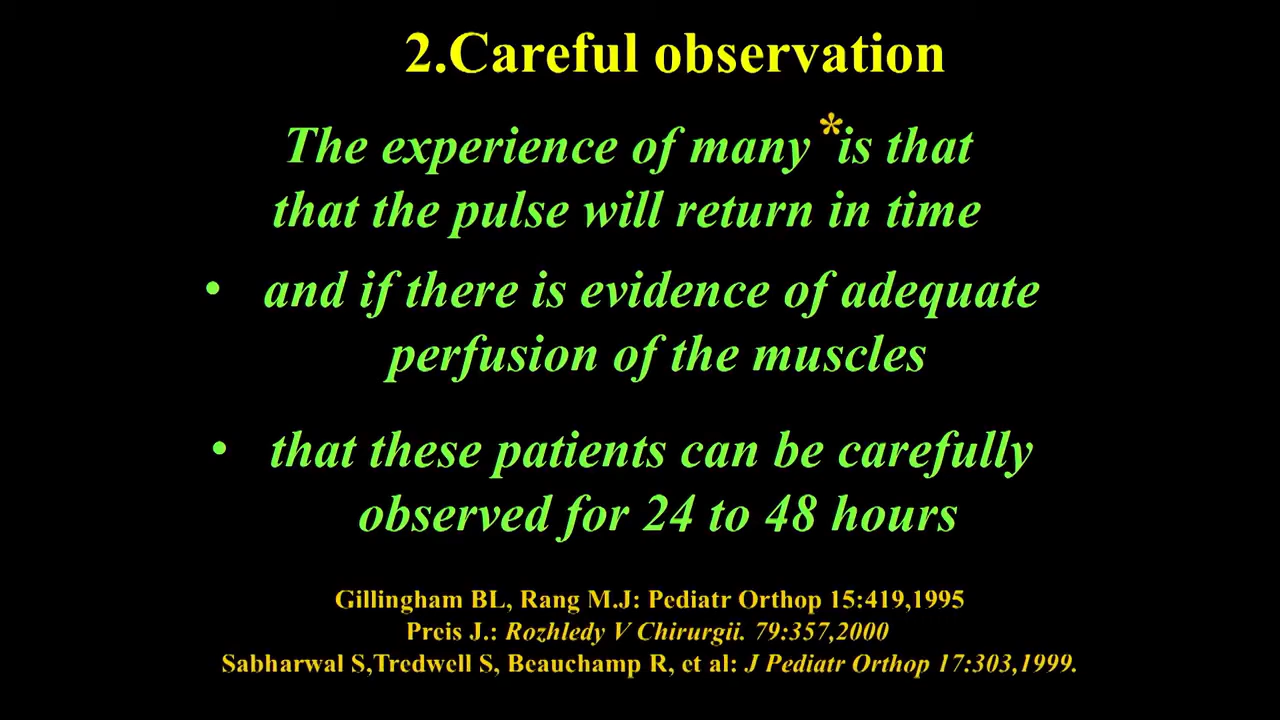 2.Careful observation
The experience of many *is that
that the pulse will return in time
• and if there is evidence of adequate
perfusion of the muscles
• that these patients can be carefully
observed for 24 to 48 hours
Gillingham BL, Rang M.J: Pediatr Orthop 15:419,1995
Preis J.: Rozhledy V Chirurgii. 79:357,2000
Sabharwal S,Tredwell S, Beauchamp R, et al: J Pediatr Orthop 17:303,1999.